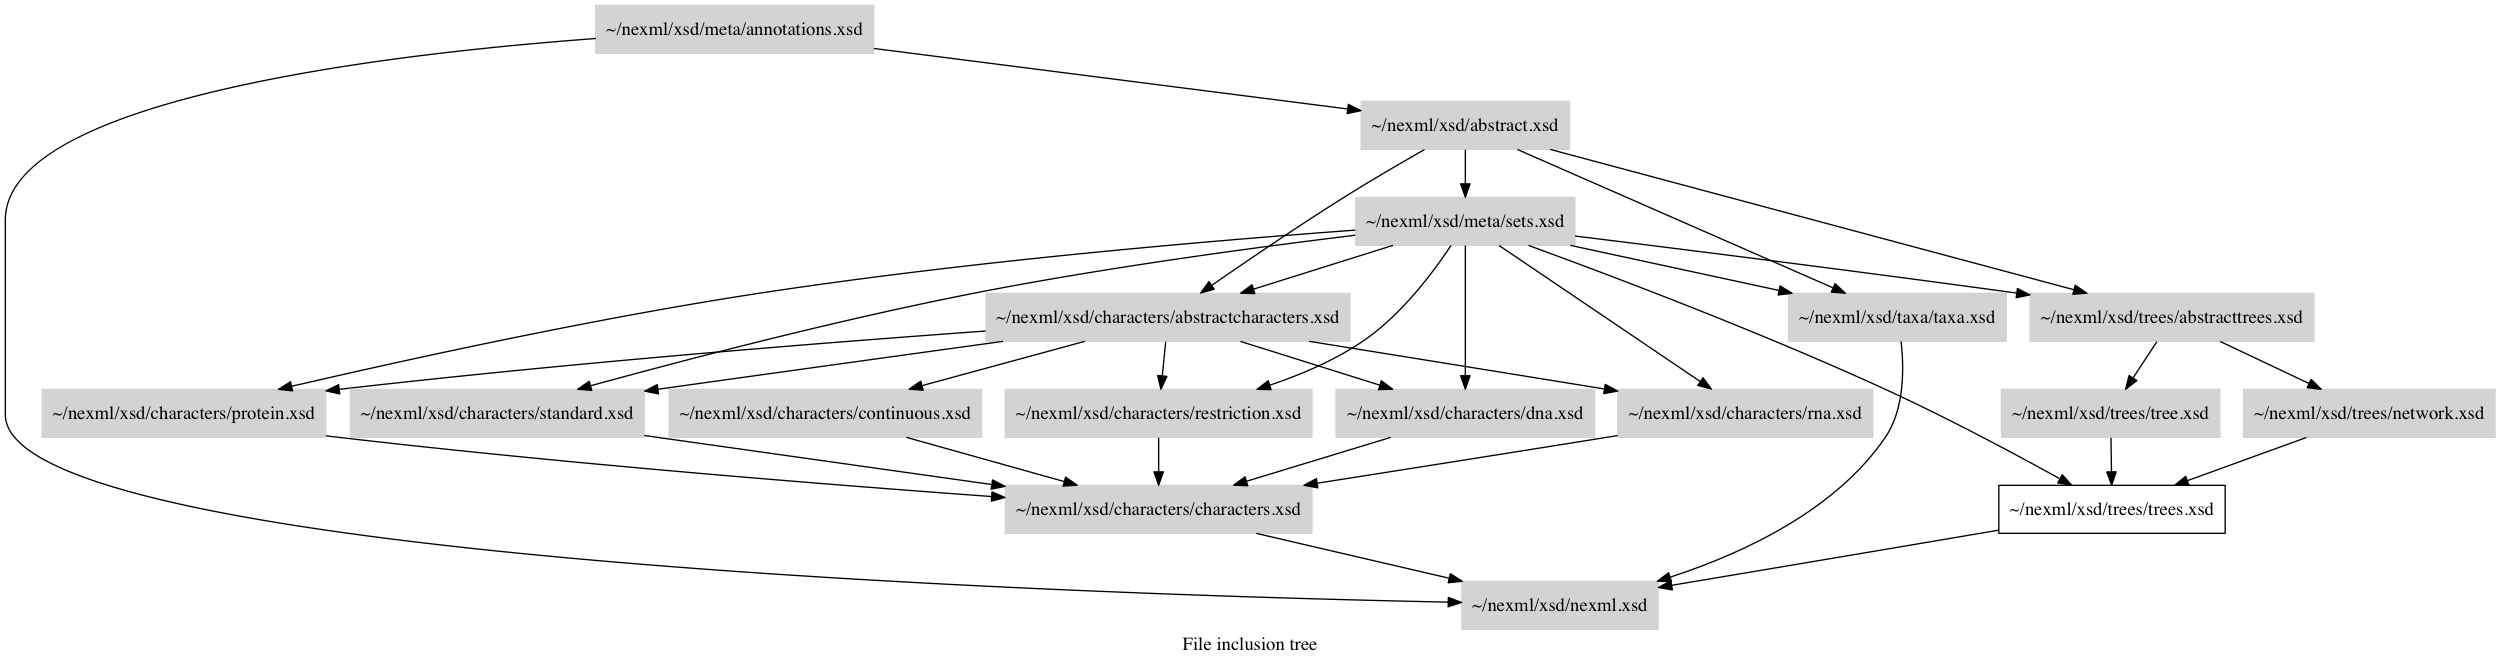 ~/nexml/xsd/meta/annotations.xsd
~/nexml/xsd/abstract.xsd
~/nexml/xsd/meta/sets.xsd
~/nexml/xsd/characters/abstractcharacters.xsd
~/nexml/xsd/taxa/taxa.xsd
~/nexml/xsd/trees/abstracttrees.xsd
~/nexml/xsd/characters/protein.xsd
~/nexml/xsd/characters/standard.xsd
~/nexml/xsd/characters/continuous.xsd
~/nexml/xsd/characters/restriction.xsd
~/nexml/xsd/characters/dna.xsd
~/nexml/xsd/characters/rna.xsd
~/nexml/xsd/trees/tree.xsd
~/nexml/xsd/trees/network.xsd
~/nexml/xsd/characters/characters.xsd
~/nexml/xsd/trees/trees.xsd
~/nexml/xsd/nexml.xsd
File inclusion tree